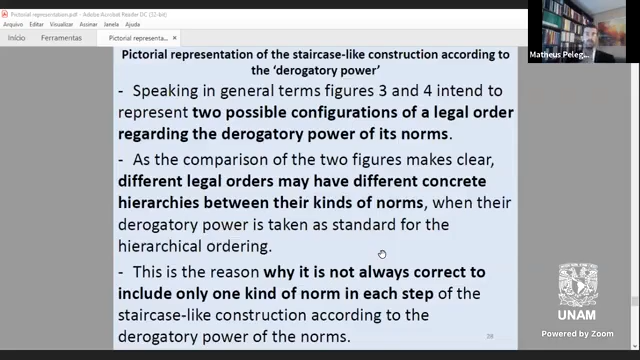 Pictorial representation.pdf - Adobe Acrobat Reader DC (32-bit)
Arquivo Editar Visualizar Assinar Janela Ajuda
Início Ferramentas Pictorial representa... ×
Matheus Peleg...
Pictorial representation of the staircase-like construction according to
the ‘derogatory power’
- Speaking in general terms figures 3 and 4 intend to
represent two possible configurations of a legal order
regarding the derogatory power of its norms.
- As the comparison of the two figures makes clear,
different legal orders may have different concrete
hierarchies between their kinds of norms, when their
derogatory power is taken as standard for the
hierarchical ordering.
- This is the reason why it is not always correct to
include only one kind of norm in each step of the
staircase-like construction according to the
derogatory power of the norms.
UNAM
Powered by Zoom